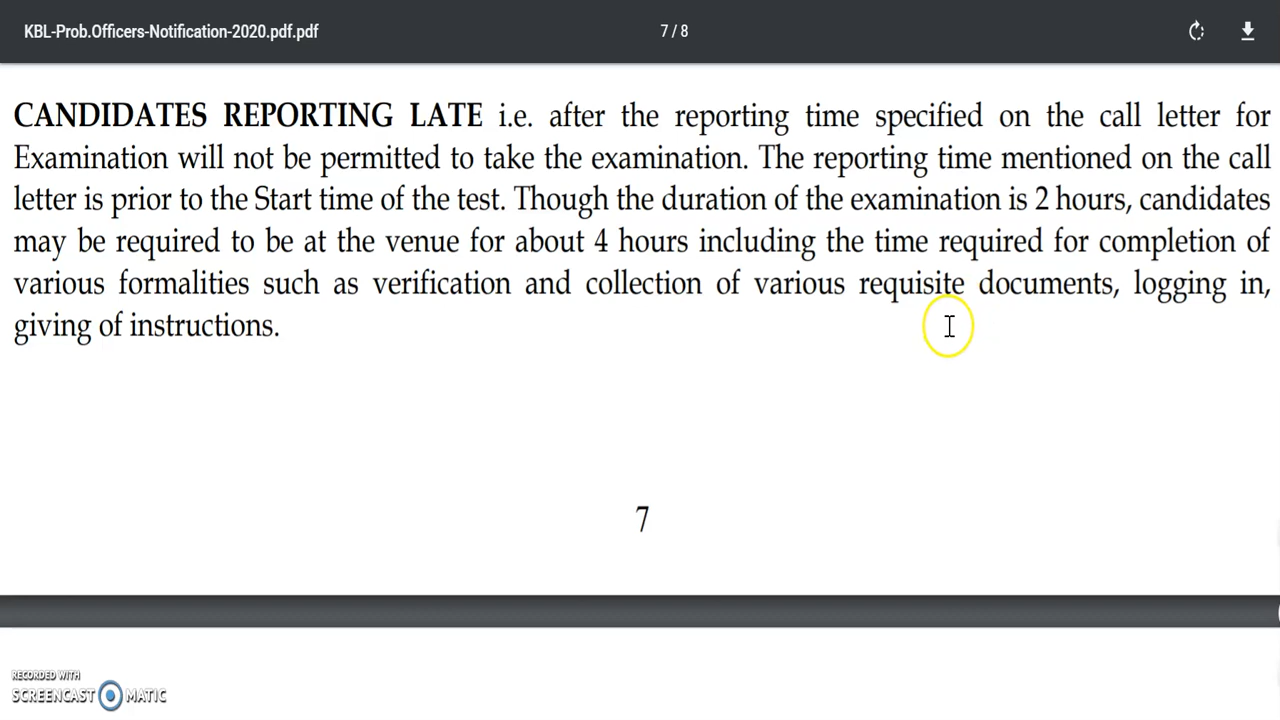 KBL-Prob.Officers-Notification-2020.pdf.pdf 7 / 8
CANDIDATES REPORTING LATE i.e. after the reporting time specified on the call letter for
Examination will not be permitted to take the examination. The reporting time mentioned on the call
letter is prior to the Start time of the test. Though the duration of the examination is 2 hours, candidates
may be required to be at the venue for about 4 hours including the time required for completion of
various formalities such as verification and collection of various requisite documents, logging in,
giving of instructions.
7
RECORDED WITH
SCREENCAST MATIC